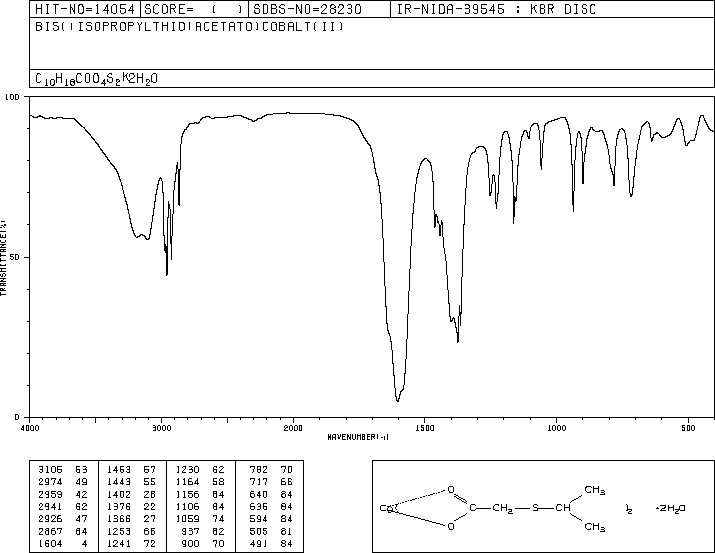 HIT-NO=14054 SCORE= ( ) SDBS-NO=28230 IR-NIDA-39545 : KBR DISC
BIS((ISOPROPYLTHIO)ACETATO)COBALT(II)
C10H18COO4S2K2H2O
100
50
0
TRANSMITTANCE(%)
4000 3000 2000 1500 1000 500
WAVENUMBER(-1)
3106 53 1463 57 1230 62 782 70
2974 49 1443 55 1164 58 717 66
2959 42 1402 28 1156 64 640 84
2941 52 1376 22 1106 84 636 84
2926 47 1366 27 1059 74 594 84
2867 64 1253 66 937 62 505 81
1604 4 1241 72 900 70 491 84
O CH3
Co C-CH2-S-CH )2 ·2H2O
O CH3